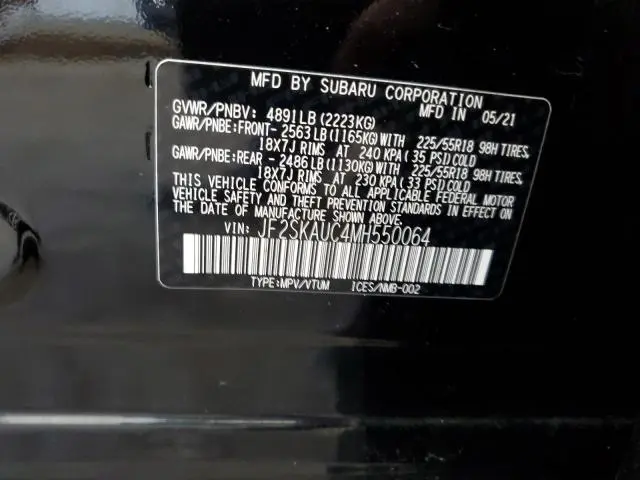 MFD BY SUBARU CORPORATION
GVWR/PNBV: 4891LB (2223KG) MFD IN 05/21
GAWR/PNBE:FRONT- 2563LB (1165KG) WITH 225/55R18 98H TIRES,
18X7J RIMS AT 240 KPA (35 PSI) COLD
GAWR/PNBE:REAR - 2486LB (1130KG) WITH 225/55R18 98H TIRES,
18X7J RIMS AT 230 KPA (33 PSI) COLD
THIS VEHICLE CONFORMS TO ALL APPLICABLE FEDERAL MOTOR
VEHICLE SAFETY AND THEFT PREVENTION STANDARDS IN EFFECT ON
THE DATE OF MANUFACTURE SHOWN ABOVE.
VIN: JF2SKAUC4MH550064
TYPE:MPV/VTUM ICES/NMB-002